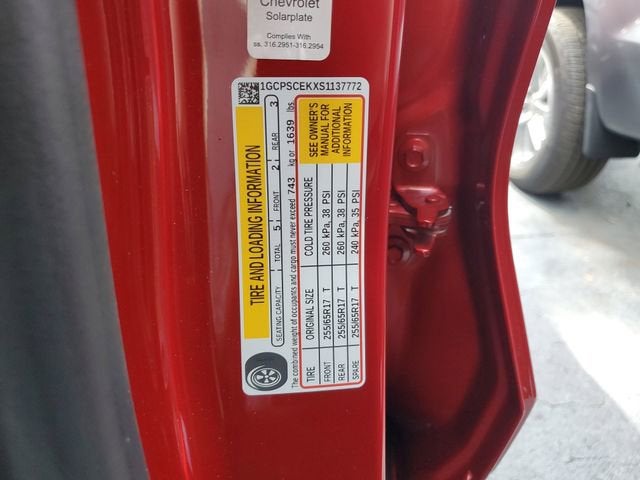 Chevrolet
Solarplate
Complies With
ss. 316.2951-316.2954
1GCPSCEKXS1137772
TIRE AND LOADING INFORMATION
SEATING CAPACITY TOTAL 5 FRONT 2 REAR 3
The combined weight of occupants and cargo must never exceed 743 kg or 1639 lbs.
TIRE ORIGINAL SIZE COLD TIRE PRESSURE
FRONT 255/65R17 T 260 kPa, 38 PSI
REAR 255/65R17 T 260 kPa, 38 PSI
SPARE 255/65R17 T 240 kPa, 35 PSI
SEE OWNER'S
MANUAL FOR
ADDITIONAL
INFORMATION